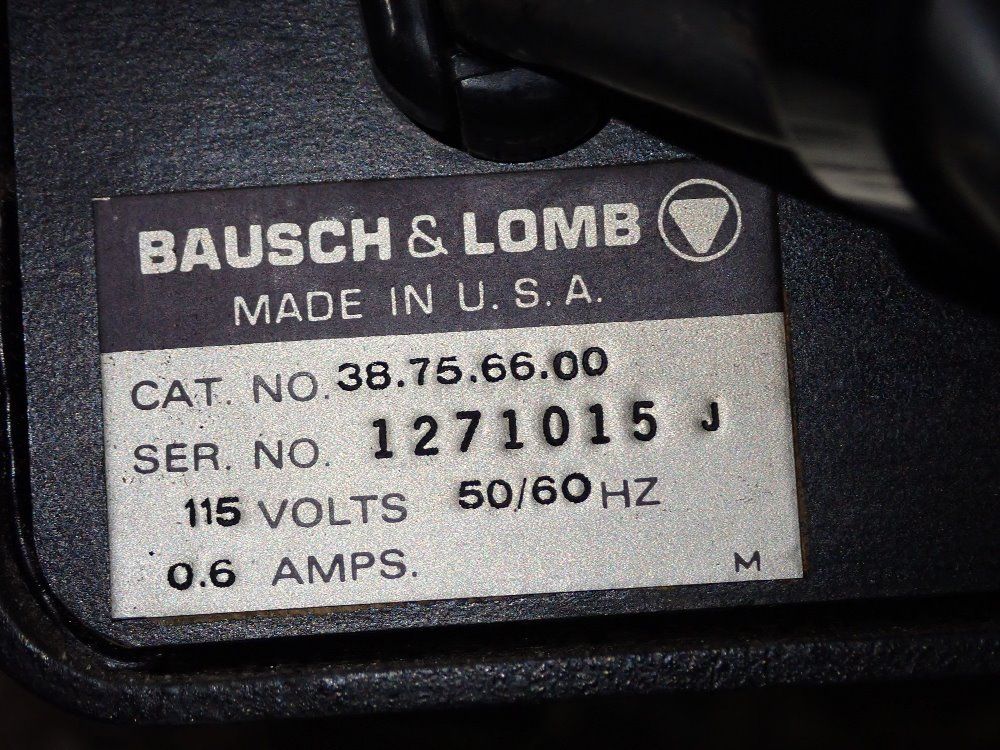 BAUSCH & LOMB
MADE IN U.S.A.
CAT. NO. 38.75.66.00
SER. NO. 1271015 J
115 VOLTS 50/60 HZ
0.6 AMPS. M